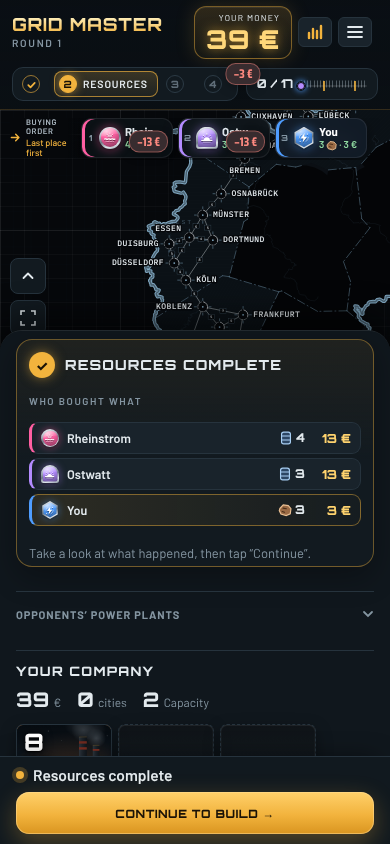 GRID MASTER
ROUND 1
YOUR MONEY
39 €
2 RESOURCES 3 4
-3 €
0/17
BUYING
ORDER
Last place
first
1
-13 €
2
-13 €
3 You
3 · 3 €
CUXHAVEN
LÜBECK
BREMEN
OSNABRÜCK
MÜNSTER
ESSEN
DUISBURG
DORTMUND
DÜSSELDORF
KÖLN
KOBLENZ
FRANKFURT
RESOURCES COMPLETE
WHO BOUGHT WHAT
Rheinstrom 4 13 €
Ostwatt 3 13 €
You 3 3 €
Take a look at what happened, then tap “Continue”.
OPPONENTS’ POWER PLANTS
YOUR COMPANY
39 € 0 cities 2 Capacity
8
Resources complete
CONTINUE TO BUILD →